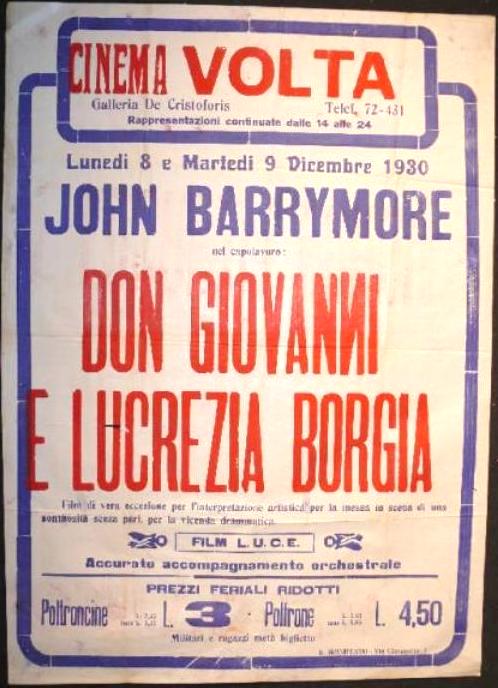 CINEMA VOLTA
Galleria De Cristoforis Telef. 72-431
Rappresentazioni continuate dalle 14 alle 24
Lunedi 8 e Martedi 9 Dicembre 1930
JOHN BARRYMORE
nel capolavoro:
DON GIOVANNI
E LUCREZIA BORGIA
Film di vera eccezione per l'interpretazione artistica per la messa in scena di una
sontuosità senza pari, per la vicenda drammatica.
FILM L.U.C.E.
Accurato accompagnamento orchestrale
PREZZI FERIALI RIDOTTI
Poltroncine L. 3 - Poltrone L. 4,50
Militari e ragazzi metà biglietto